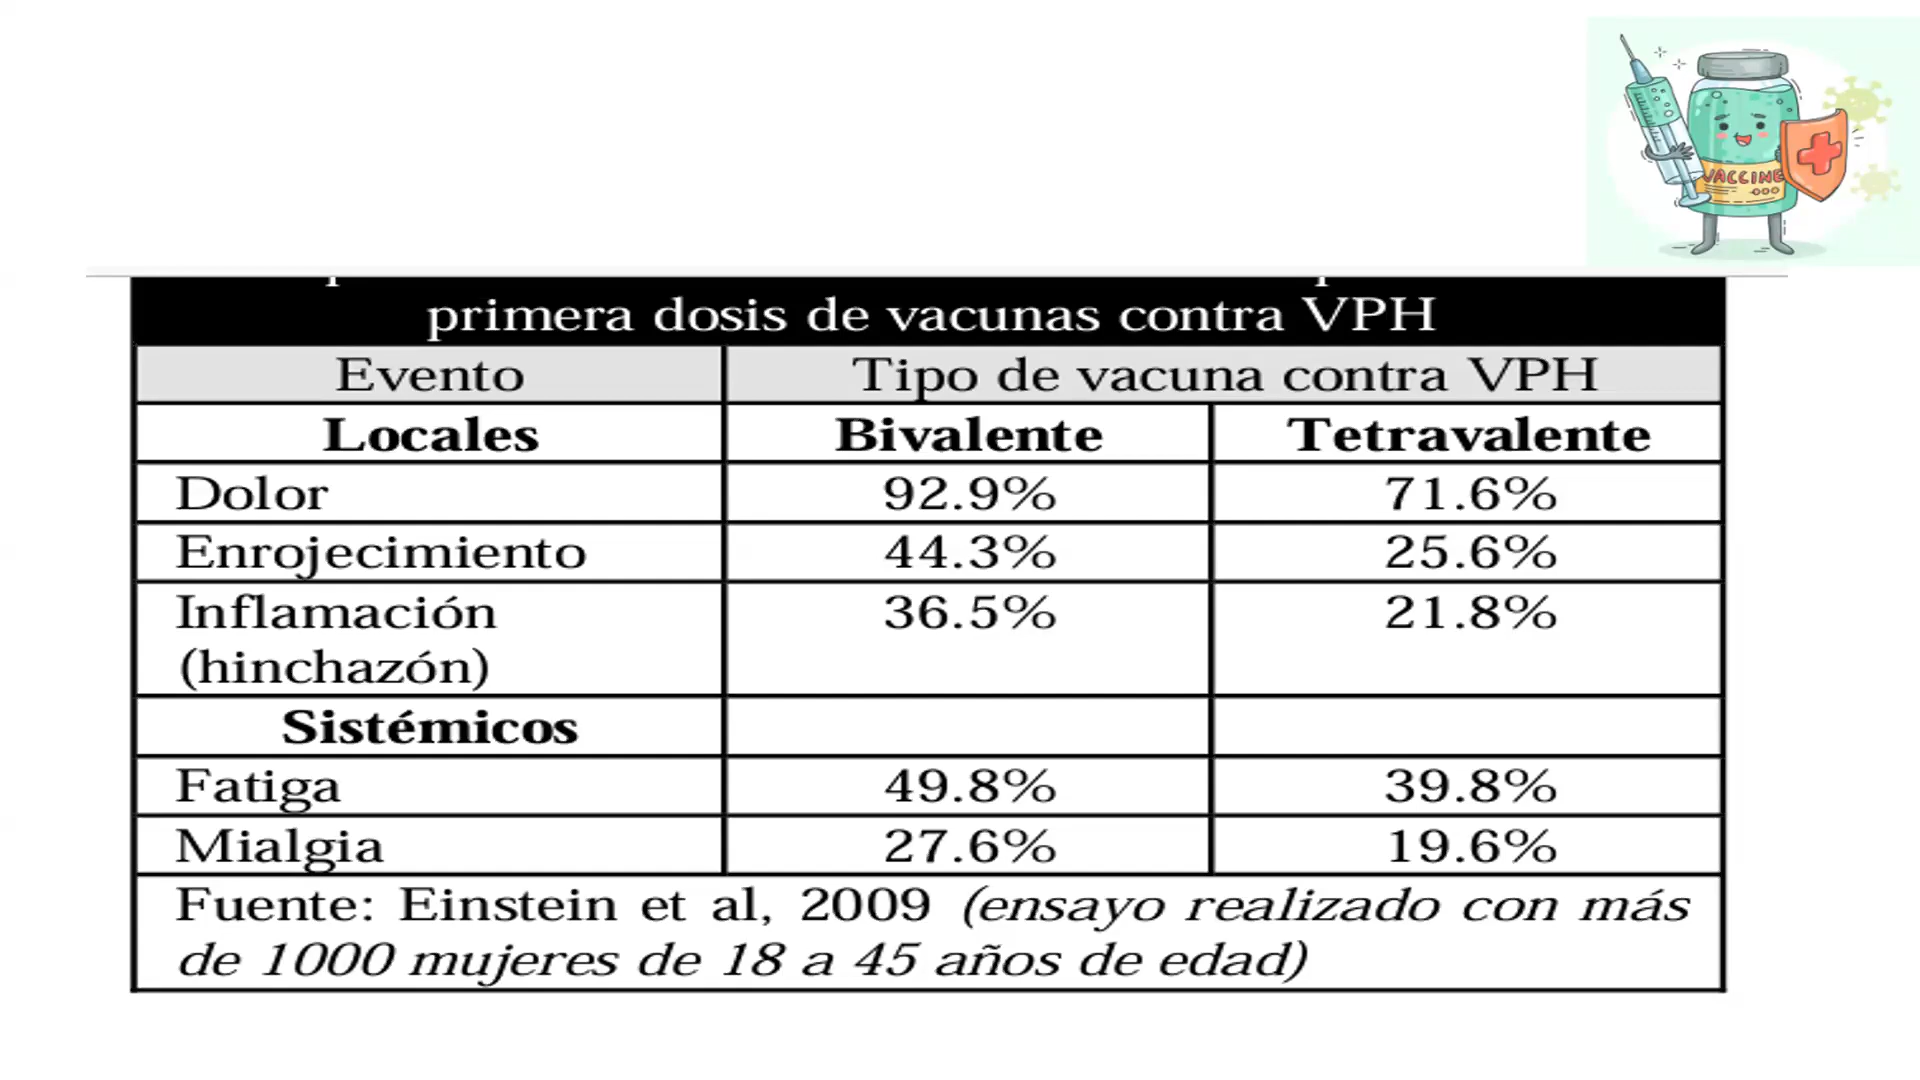 VACCINE
primera dosis de vacunas contra VPH
Evento Tipo de vacuna contra VPH
Locales Bivalente Tetravalente
Dolor 92.9% 71.6%
Enrojecimiento 44.3% 25.6%
Inflamación 36.5% 21.8%
(hinchazón)
Sistémicos
Fatiga 49.8% 39.8%
Mialgia 27.6% 19.6%
Fuente: Einstein et al, 2009 (ensayo realizado con más
de 1000 mujeres de 18 a 45 años de edad)